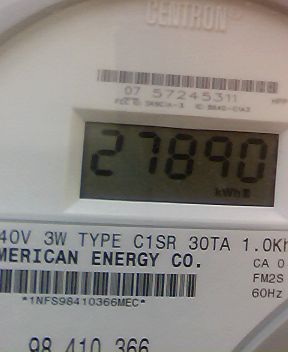 CENTRON
07 57245311
27890
kWh
40V 3W TYPE C1SR 30TA 1.0Kh
MERICAN ENERGY CO.
CA 0
FM2S
60Hz
*1NFS98410366MEC*
98 410 366